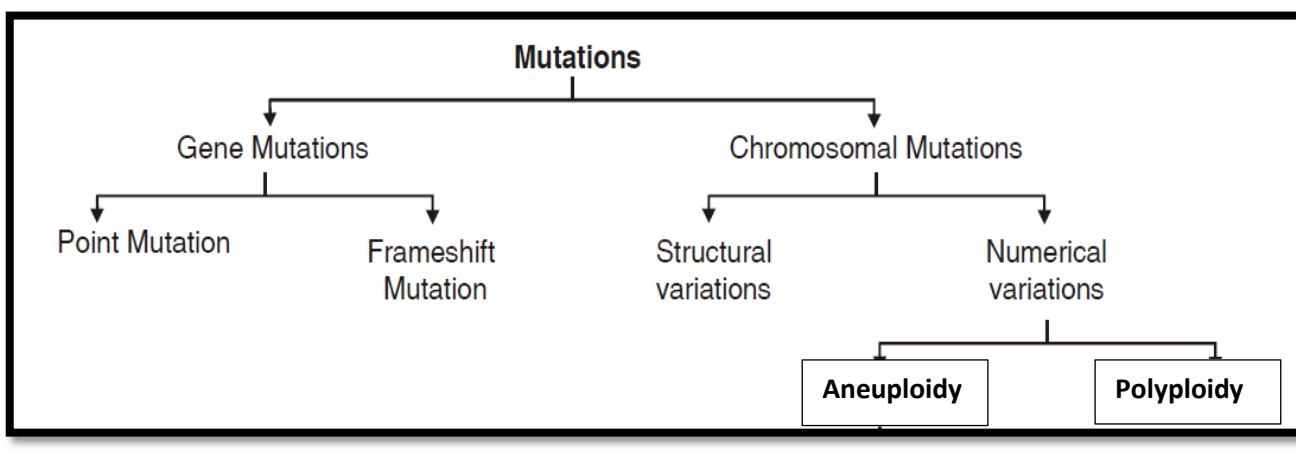 Mutations
Gene Mutations
Chromosomal Mutations
Point Mutation
Frameshift
Mutation
Structural
variations
Numerical
variations
Aneuploidy
Polyploidy